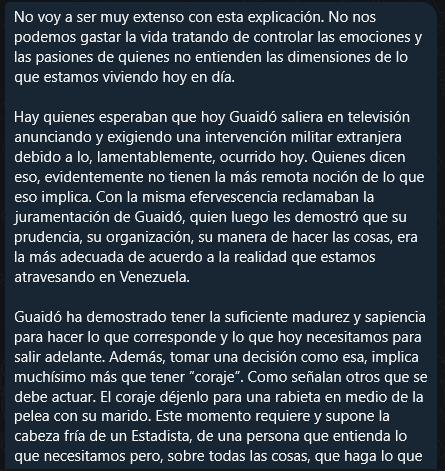 No voy a ser muy extenso con esta explicación. No nos
podemos gastar la vida tratando de controlar las emociones y
las pasiones de quienes no entienden las dimensiones de lo
que estamos viviendo hoy en día.
Hay quienes esperaban que hoy Guaidó saliera en televisión
anunciando y exigiendo una intervención militar extranjera
debido a lo, lamentablemente, ocurrido hoy. Quienes dicen
eso, evidentemente no tienen la más remota noción de lo que
eso implica. Con la misma efervescencia reclamaban la
juramentación de Guaidó, quien luego les demostró que su
prudencia, su organización, su manera de hacer las cosas, era
la más adecuada de acuerdo a la realidad que estamos
atravesando en Venezuela.
Guaidó ha demostrado tener la suficiente madurez y sapiencia
para hacer lo que corresponde y lo que hoy necesitamos para
salir adelante. Además, tomar una decisión como esa, implica
muchísimo más que tener "coraje". Como señalan otros que se
debe actuar. El coraje déjenlo para una rabieta en medio de la
pelea con su marido. Este momento requiere y supone la
cabeza fría de un Estadista, de una persona que entienda lo
que necesitamos pero, sobre todas las cosas, que haga lo que